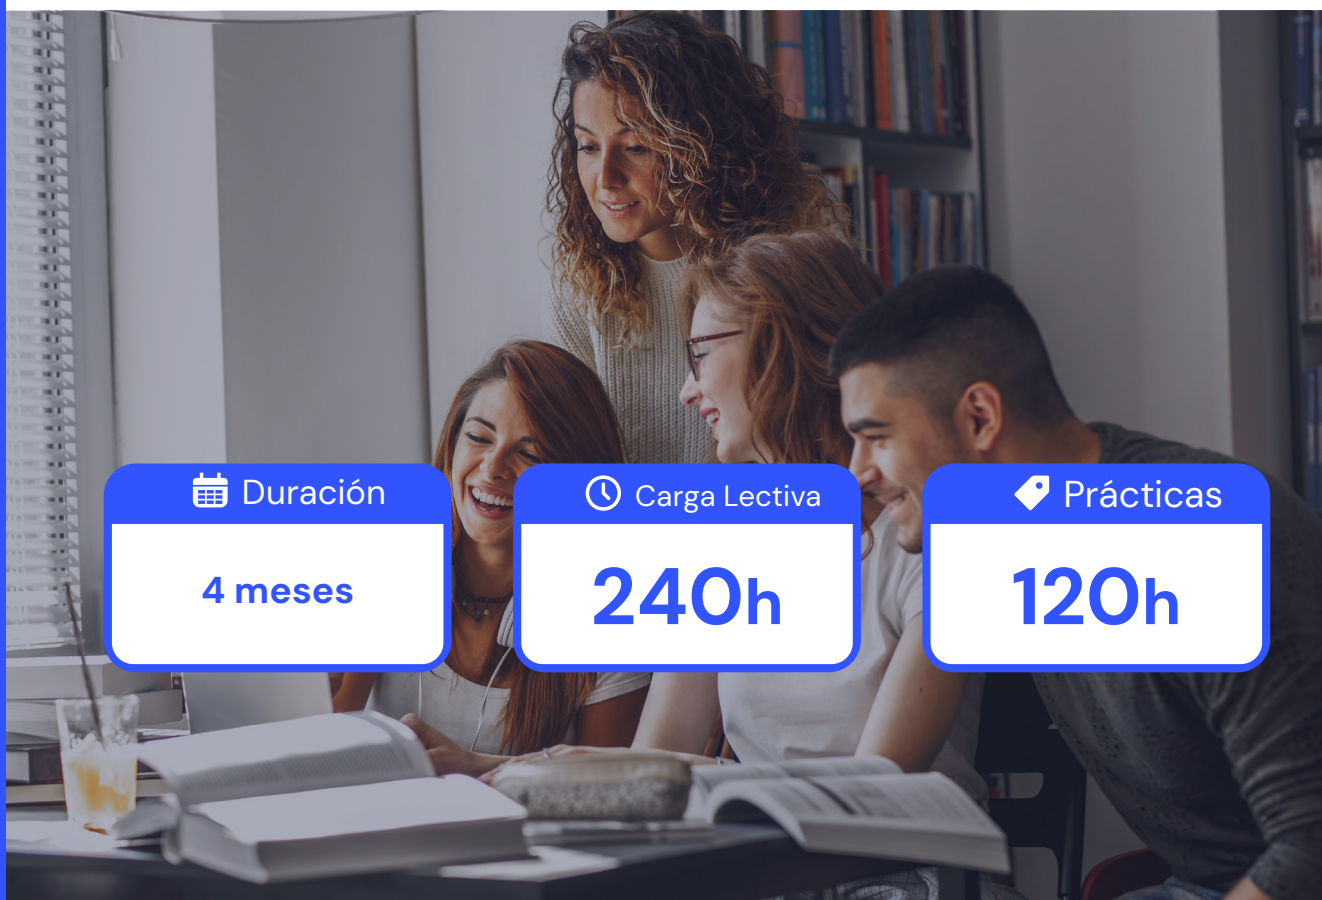 Duración
4 meses
Carga Lectiva
240h
Prácticas
120h